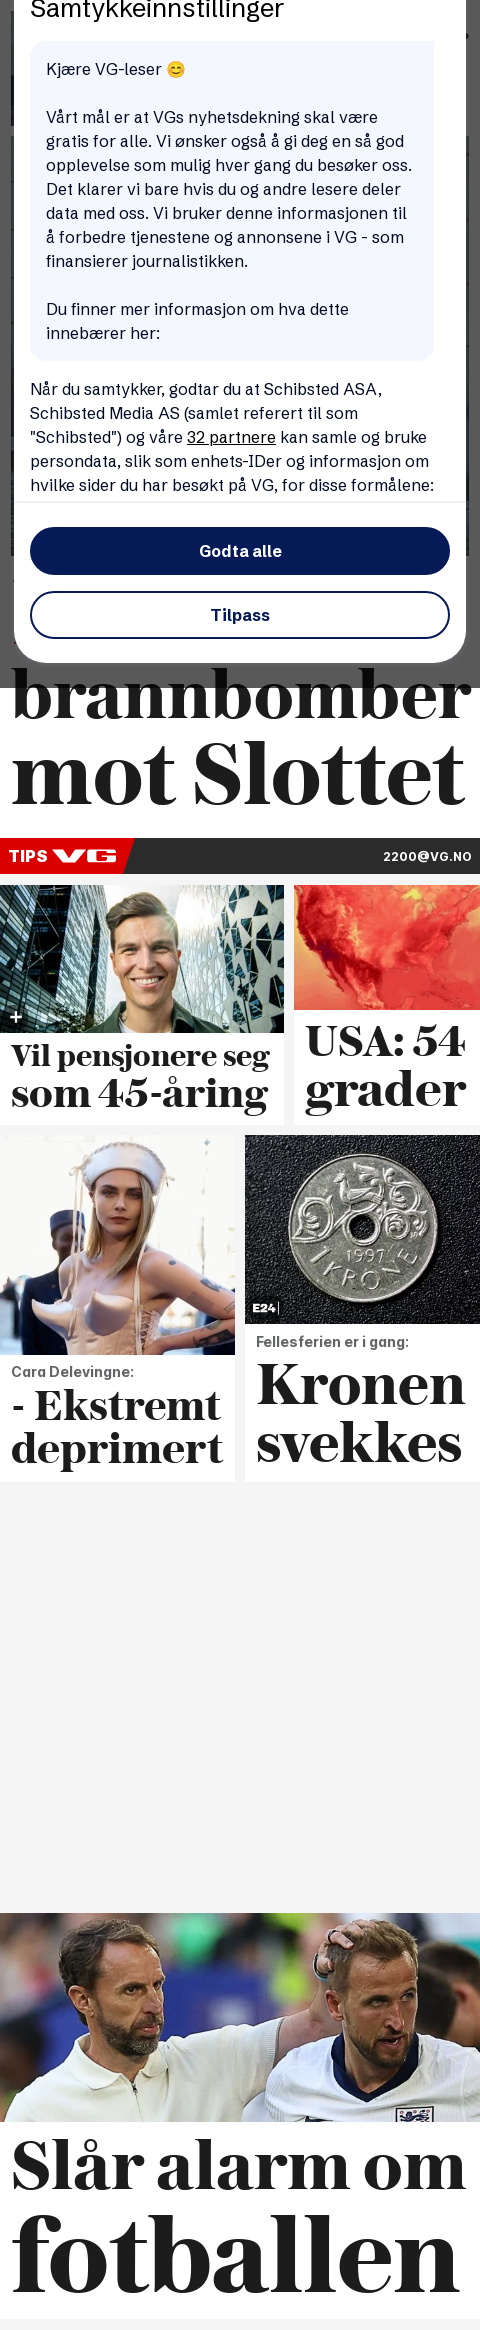 Samtykkeinnstillinger
Kjære VG-leser 😊
Vårt mål er at VGs nyhetsdekning skal være
gratis for alle. Vi ønsker også å gi deg en så god
opplevelse som mulig hver gang du besøker oss.
Det klarer vi bare hvis du og andre lesere deler
data med oss. Vi bruker denne informasjonen til
å forbedre tjenestene og annonsene i VG - som
finansierer journalistikken.
Du finner mer informasjon om hva dette
innebærer her:
Når du samtykker, godtar du at Schibsted ASA,
Schibsted Media AS (samlet referert til som
"Schibsted") og våre 32 partnere kan samle og bruke
persondata, slik som enhets-IDer og informasjon om
hvilke sider du har besøkt på VG, for disse formålene:
Godta alle
Tilpass
brannbomber
mot Slottet
TIPS VG
2200@VG.NO
Vil pensjonere seg
som 45-åring
USA: 54
grader
Cara Delevingne:
- Ekstremt
deprimert
1997
1 KRONE
E24
Fellesferien er i gang:
Kronen
svekkes
Slår alarm om
fotballen